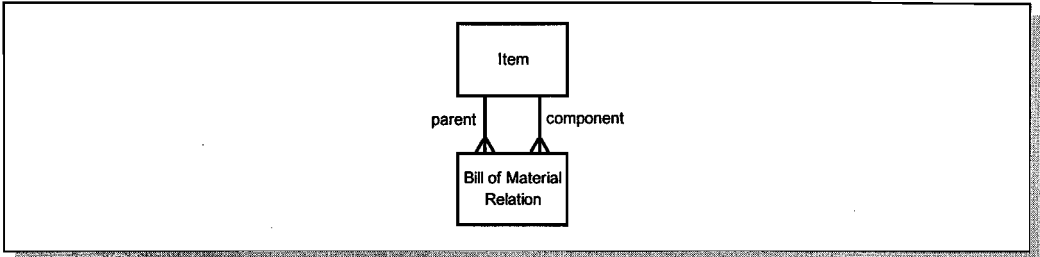 Item
parent component
Bill of Material
Relation